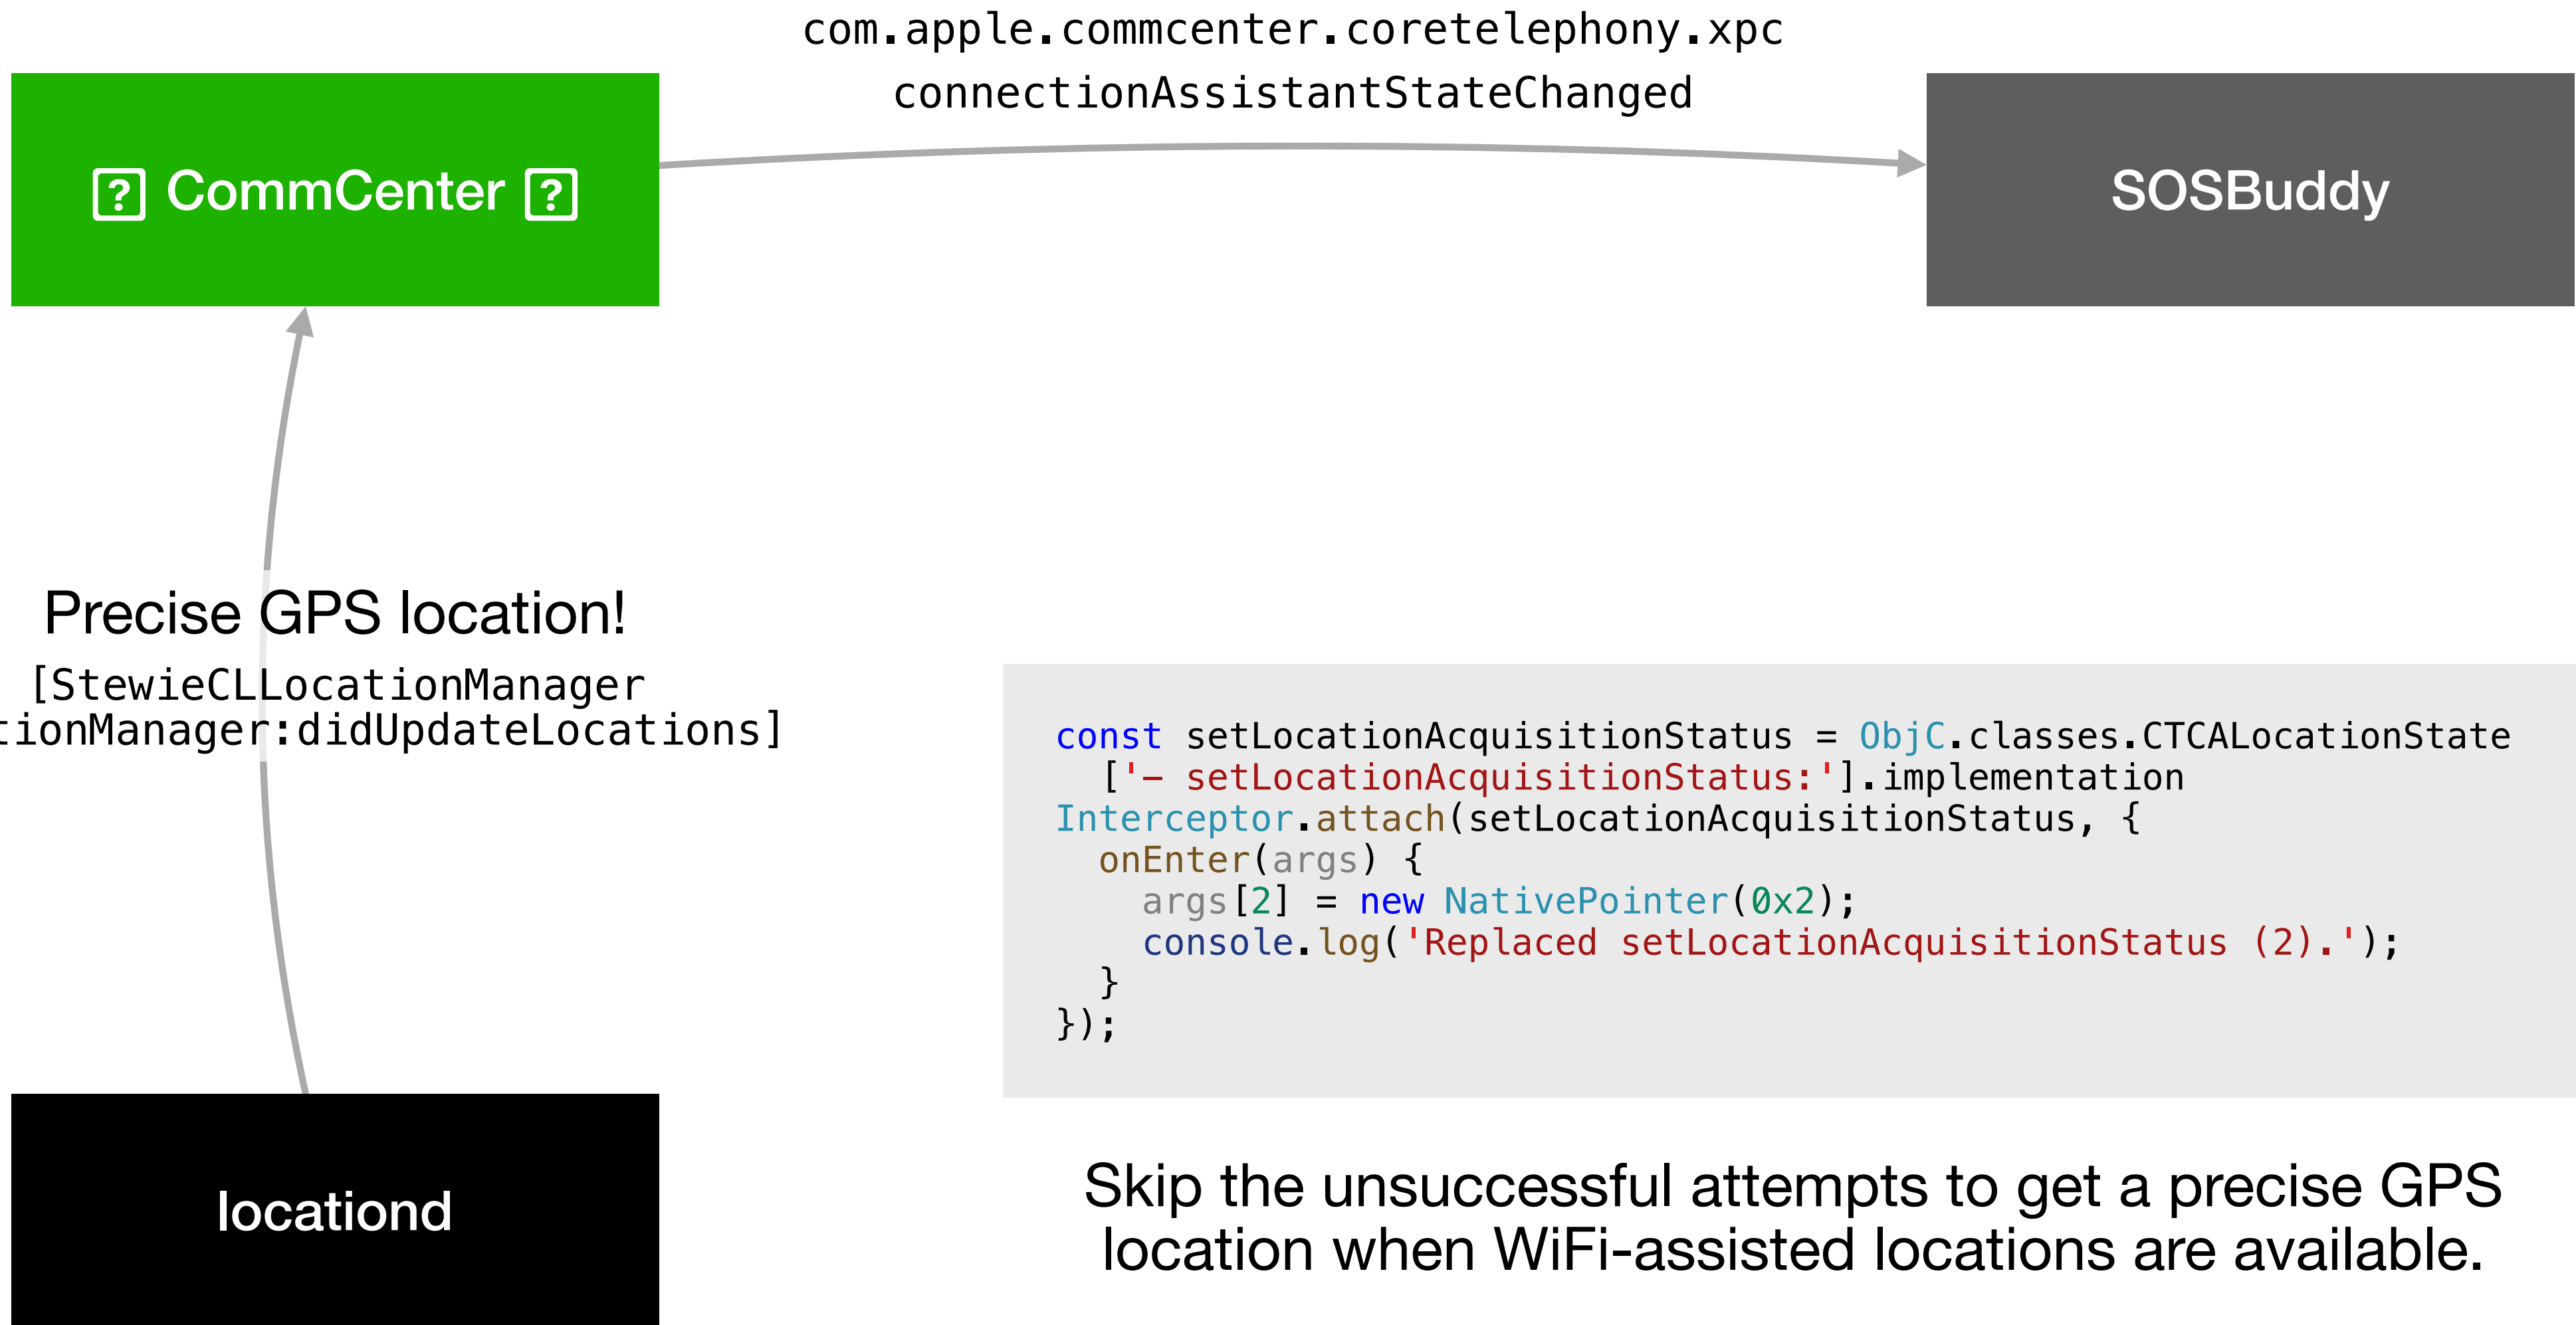 com.apple.commcenter.coretelephony.xpc
connectionAssistantStateChanged
CommCenter
SOSBuddy
Precise GPS location!
[StewieCLLocationManager
tionManager:didUpdateLocations]
const setLocationAcquisitionStatus = ObjC.classes.CTCALocationState
  ['- setLocationAcquisitionStatus:'].implementation
Interceptor.attach(setLocationAcquisitionStatus, {
  onEnter(args) {
    args[2] = new NativePointer(0x2);
    console.log('Replaced setLocationAcquisitionStatus (2).');
  }
});
locationd
Skip the unsuccessful attempts to get a precise GPS
location when WiFi-assisted locations are available.